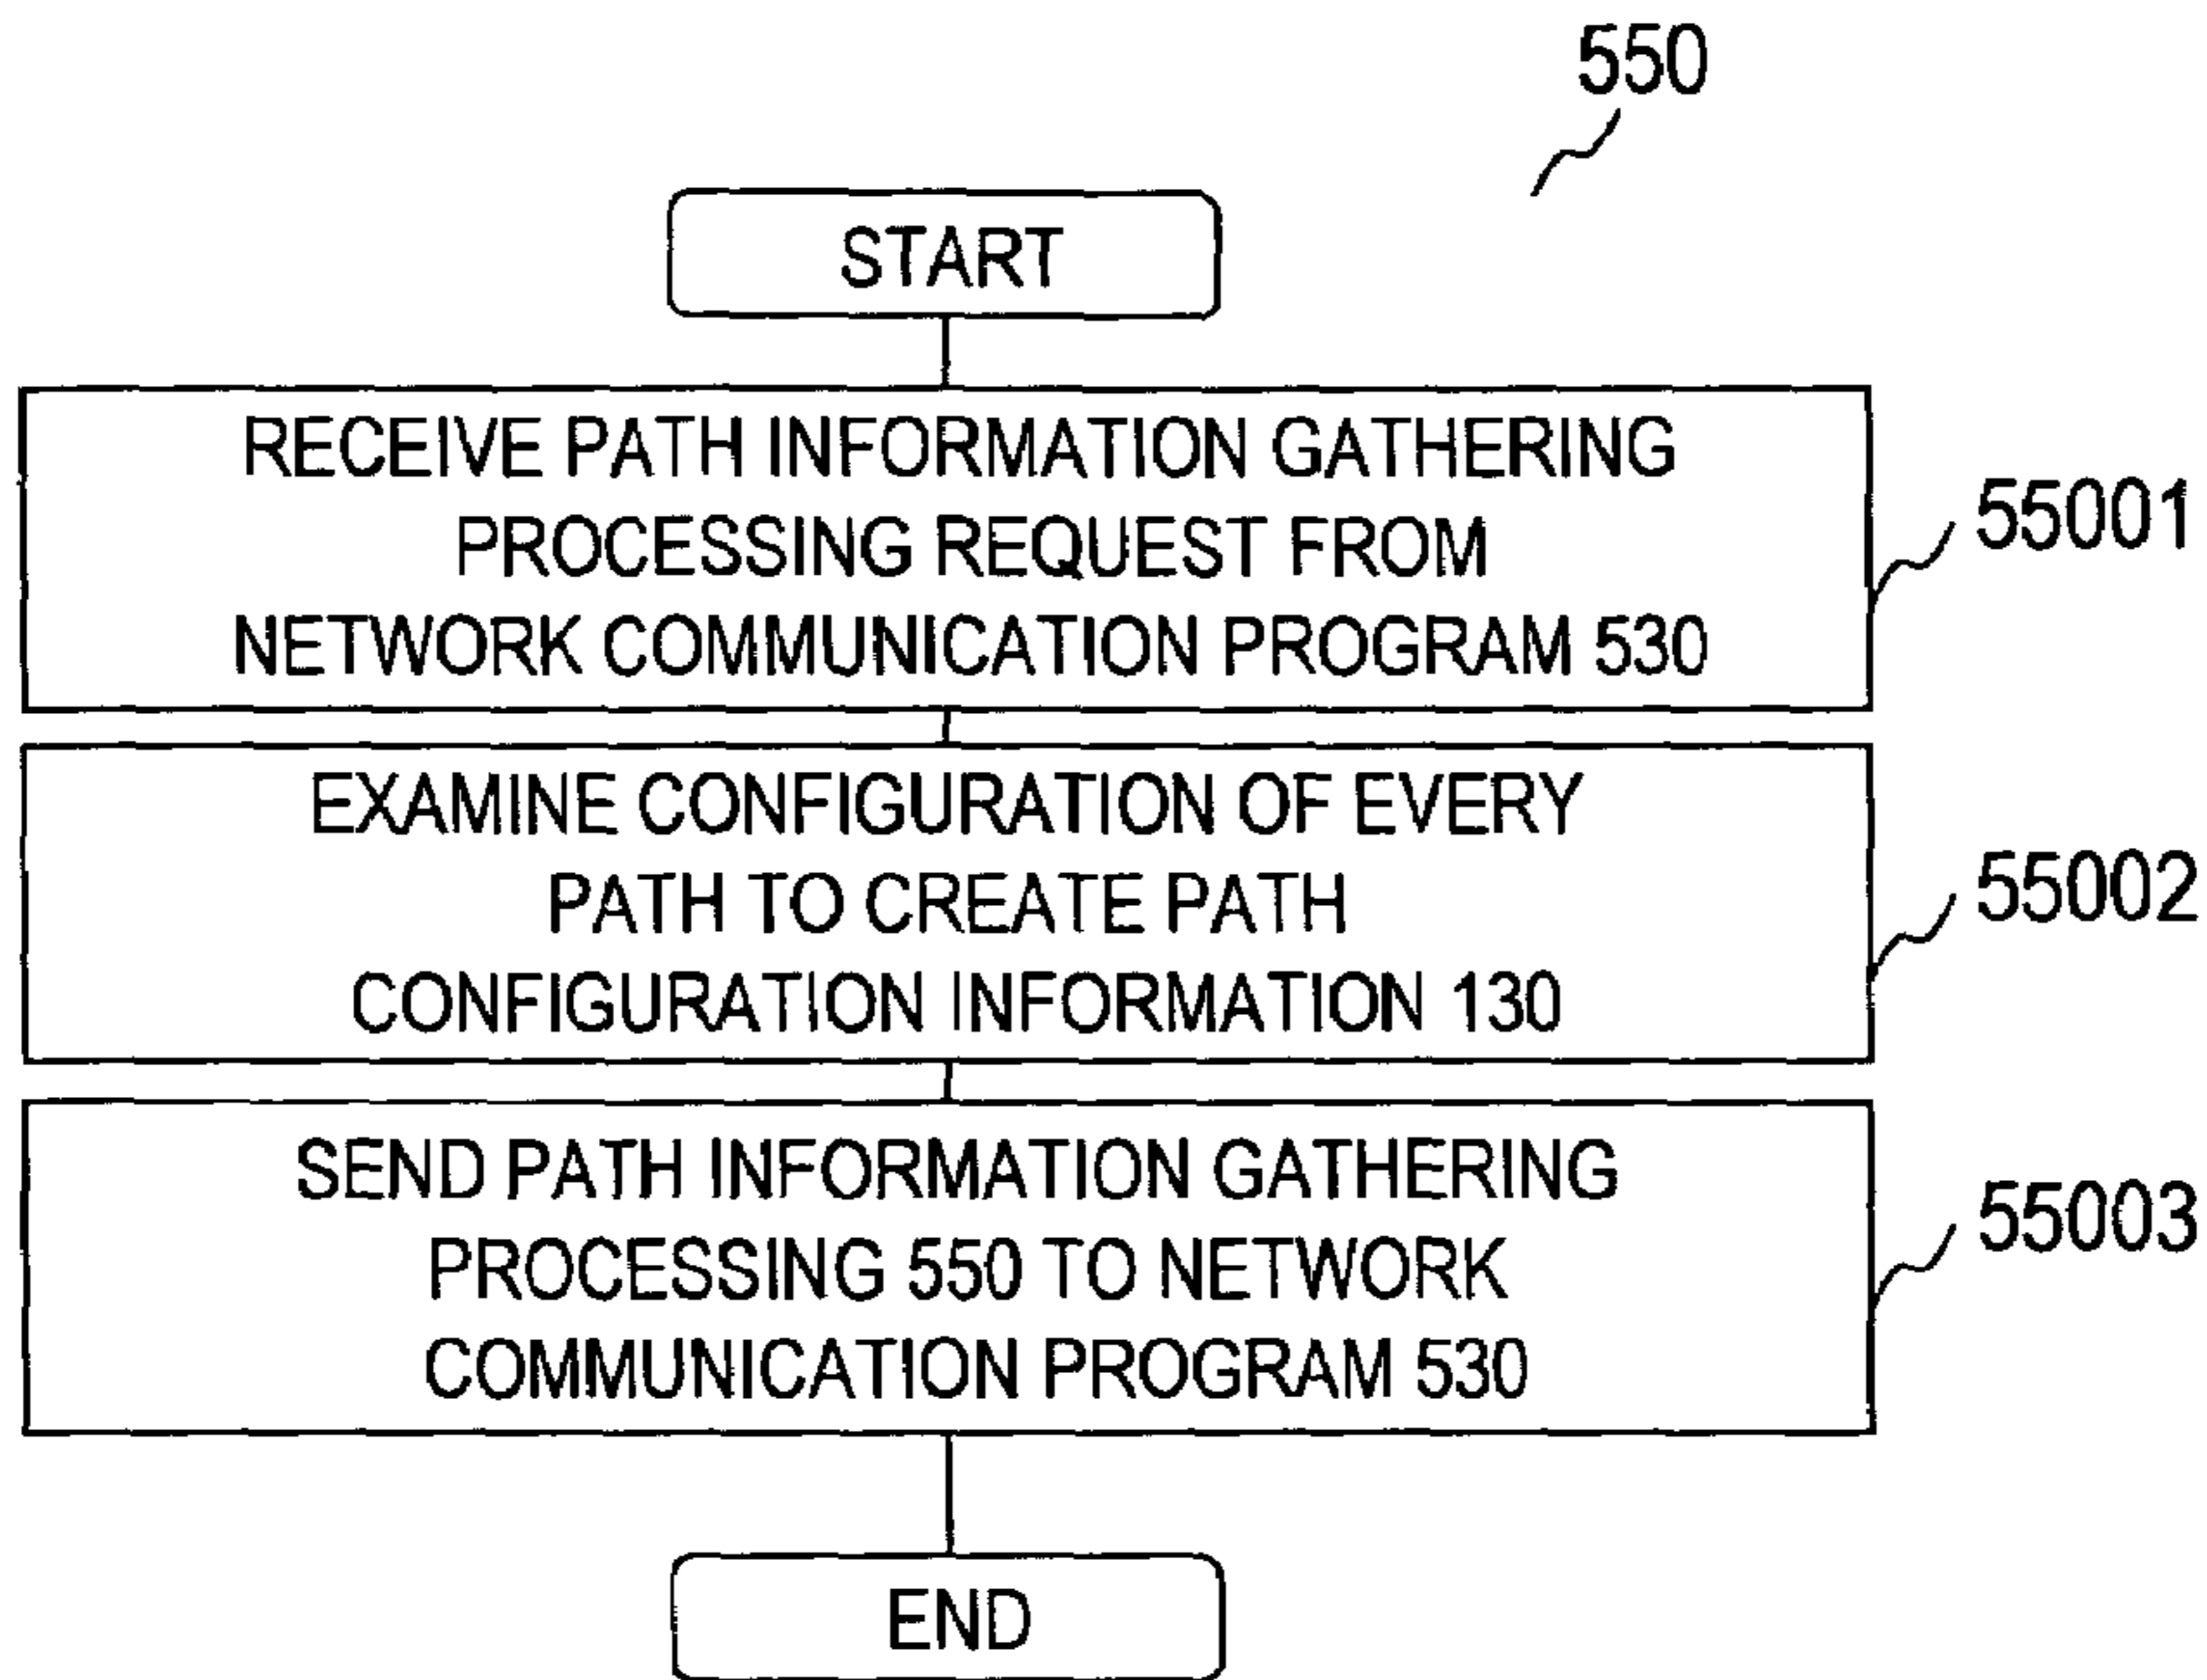 550
START
RECEIVE PATH INFORMATION GATHERING
PROCESSING REQUEST FROM
NETWORK COMMUNICATION PROGRAM 530
55001
EXAMINE CONFIGURATION OF EVERY
PATH TO CREATE PATH
CONFIGURATION INFORMATION 130
55002
SEND PATH INFORMATION GATHERING
PROCESSING 550 TO NETWORK
COMMUNICATION PROGRAM 530
55003
END